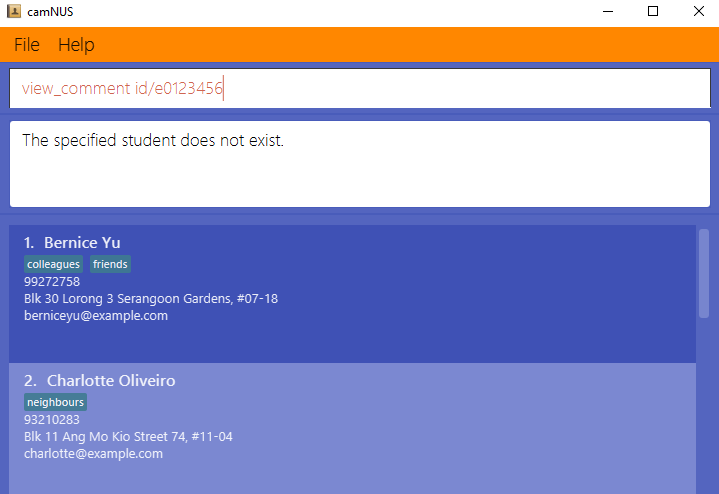 camNUS
File Help
view_comment id/e0123456
The specified student does not exist.
1. Bernice Yu
colleagues friends
99272758
Blk 30 Lorong 3 Serangoon Gardens, #07-18
berniceyu@example.com
2. Charlotte Oliveiro
neighbours
93210283
Blk 11 Ang Mo Kio Street 74, #11-04
charlotte@example.com